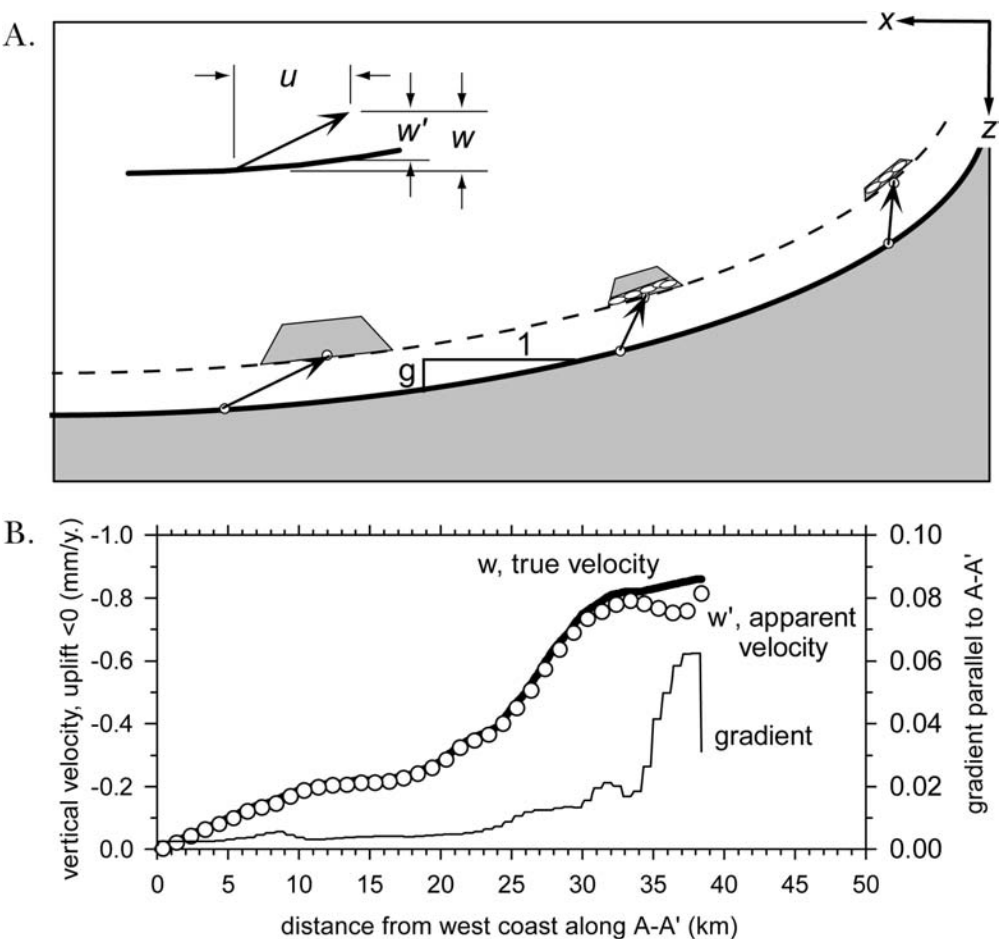 A.
x
z
u
w'
w
1
g
B.
vertical velocity, uplift <0 (mm/y.)
-1.0
-0.8
-0.6
-0.4
-0.2
0.0
w, true velocity
w', apparent
velocity
gradient
0.10
0.08
0.06
0.04
0.02
0.00
gradient parallel to A-A'
0 5 10 15 20 25 30 35 40 45 50
distance from west coast along A-A' (km)